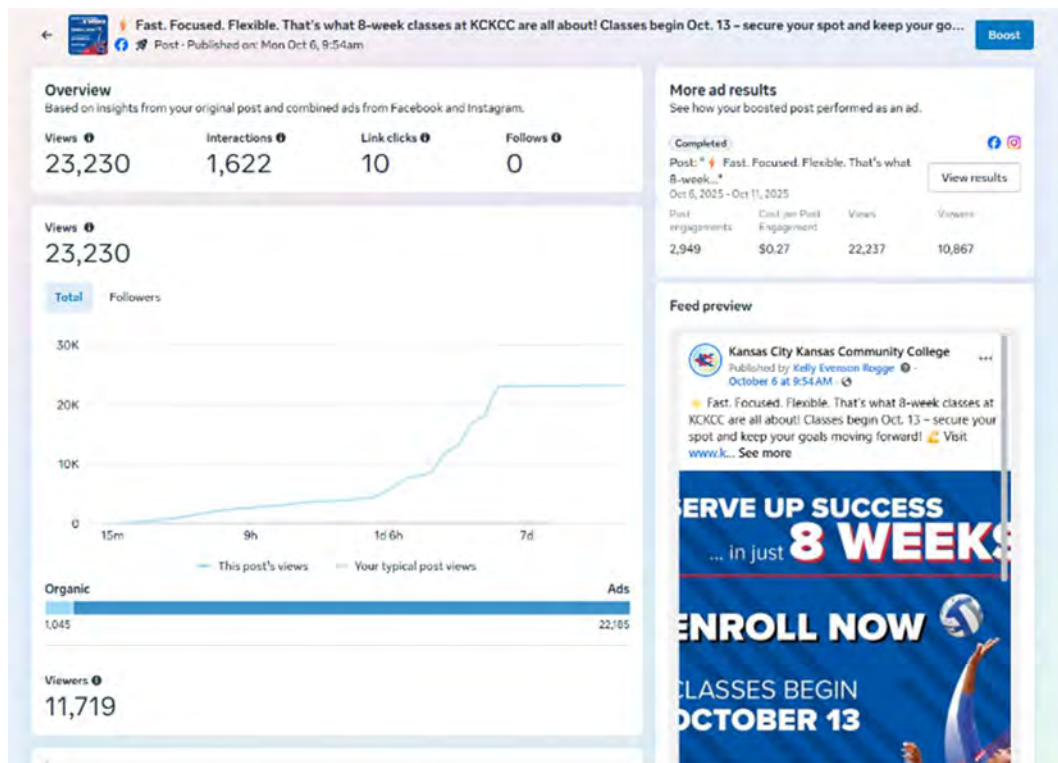 Fast. Focused. Flexible. That's what 8-week classes at KCKCC are all about! Classes begin Oct. 13 – secure your spot and keep your go...
Post · Published on: Mon Oct 6, 9:54am
Boost
Overview
Based on insights from your original post and combined ads from Facebook and Instagram.
Views Interactions Link clicks Follows
23,230 1,622 10 0
Views
23,230
Total Followers
30K
20K
10K
0
15m 9h 1d 6h 7d
This post's views Your typical post views
Organic Ads
1,045 22,185
Viewers
11,719
More ad results
See how your boosted post performed as an ad.
Completed
Post: " Fast. Focused. Flexible. That's what
8-week..."
View results
Oct 6, 2025 - Oct 11, 2025
Post Cost per Post Views Viewers
engagements Engagement
2,949 $0.27 22,237 10,867
Feed preview
Kansas City Kansas Community College
Published by Kelly Evenson Rogge ·
October 6 at 9:54 AM ·
Fast. Focused. Flexible. That's what 8-week classes at
KCKCC are all about! Classes begin Oct. 13 – secure your
spot and keep your goals moving forward! Visit
www.k... See more
SERVE UP SUCCESS
... in just 8 WEEKS
ENROLL NOW
CLASSES BEGIN
OCTOBER 13